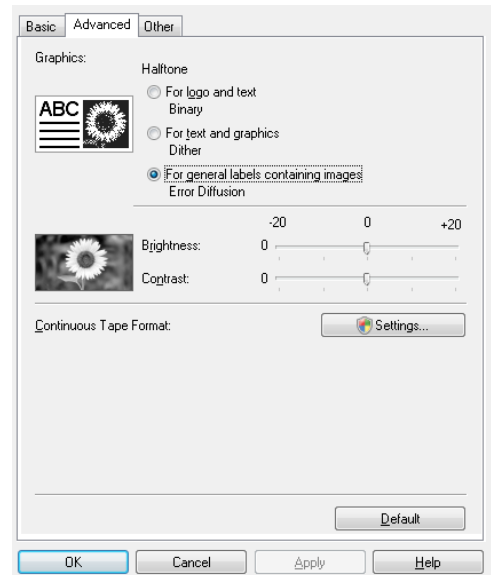 Basic Advanced Other
Graphics:
Halftone
For logo and text
Binary
ABC
For text and graphics
Dither
For general labels containing images
Error Diffusion
-20 0 +20
Brightness: 0
Contrast: 0
Continuous Tape Format: Settings...
Default
OK Cancel Apply Help